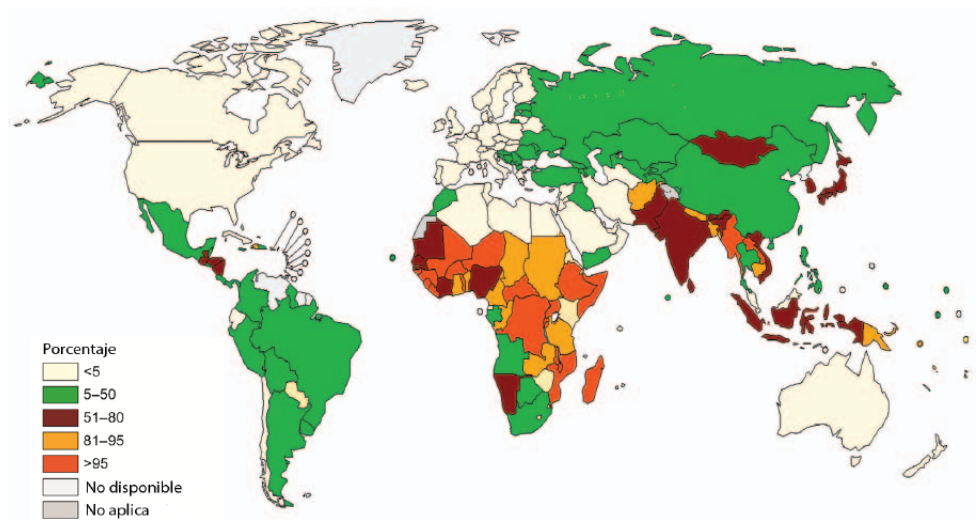 Porcentaje
<5
5–50
51–80
81–95
>95
No disponible
No aplica